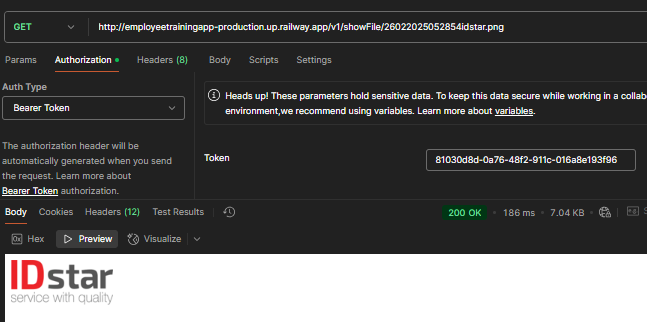 GET http://employeetrainingapp-production.up.railway.app/v1/showFile/26022025052854idstar.png
Params Authorization Headers (8) Body Scripts Settings
Auth Type
Bearer Token
The authorization header will be
automatically generated when you
send the request. Learn more about
Bearer Token authorization.
Heads up! These parameters hold sensitive data. To keep this data secure while working in a collab
environment,we recommend using variables. Learn more about variables.
Token 81030d8d-0a76-48f2-911c-016a8e193f96
Body Cookies Headers (12) Test Results 200 OK • 186 ms • 7.04 KB
0x Hex Preview Visualize
IDstar
service with quality